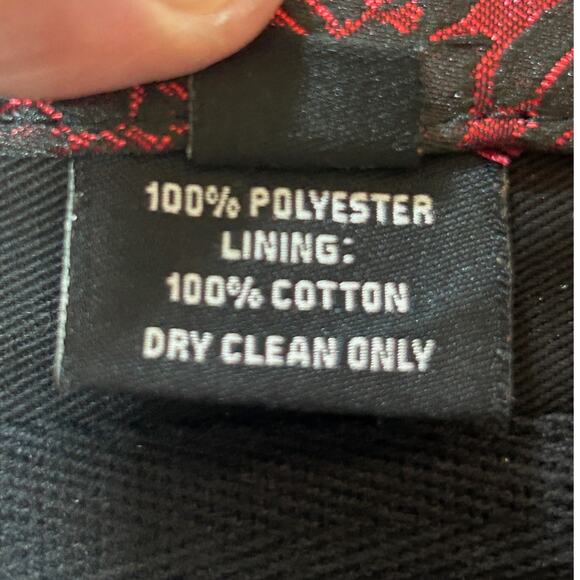 100% POLYESTER
LINING:
100% COTTON
DRY CLEAN ONLY